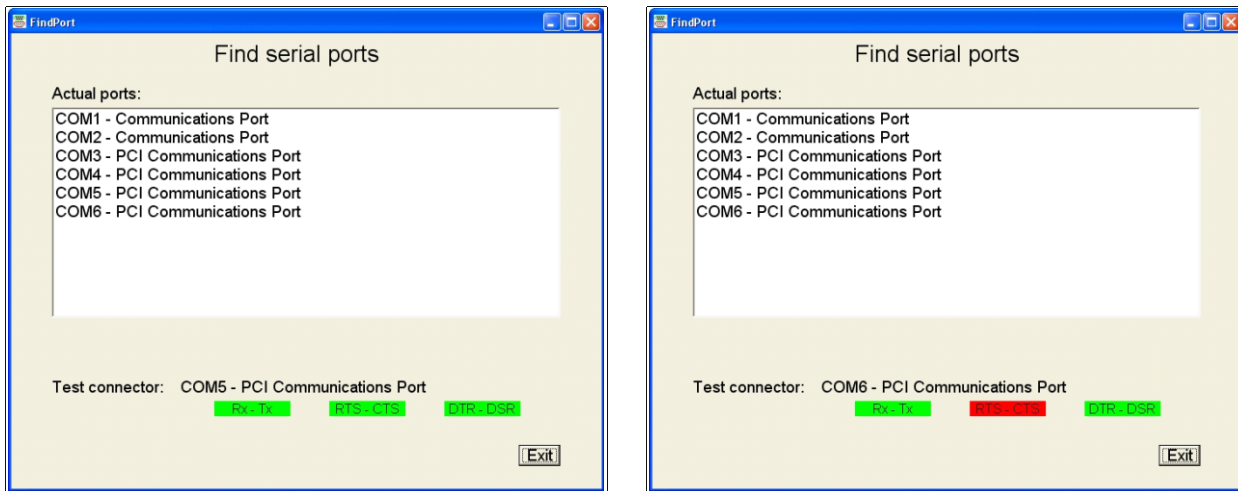 FindPort
Find serial ports
Actual ports:
COM1 - Communications Port
COM2 - Communications Port
COM3 - PCI Communications Port
COM4 - PCI Communications Port
COM5 - PCI Communications Port
COM6 - PCI Communications Port
Test connector: COM5 - PCI Communications Port
Rx - Tx RTS - CTS DTR - DSR
Exit
FindPort
Find serial ports
Actual ports:
COM1 - Communications Port
COM2 - Communications Port
COM3 - PCI Communications Port
COM4 - PCI Communications Port
COM5 - PCI Communications Port
COM6 - PCI Communications Port
Test connector: COM6 - PCI Communications Port
Rx - Tx RTS - CTS DTR - DSR
Exit